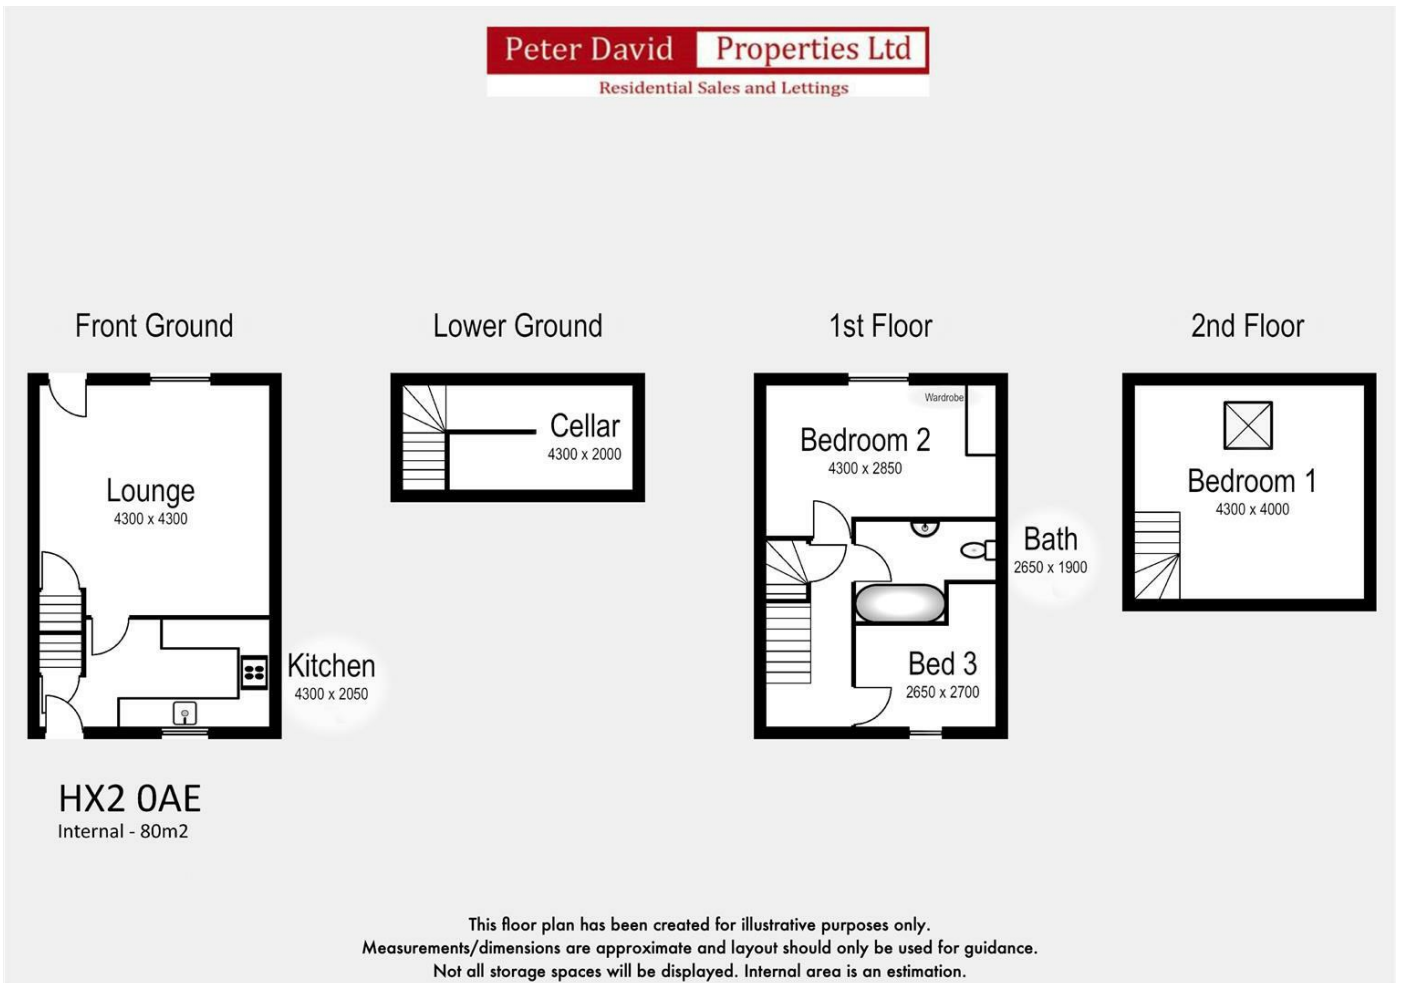 Peter David Properties Ltd
Residential Sales and Lettings
Front Ground
Lower Ground
1st Floor
2nd Floor
Lounge
4300 x 4300
Kitchen
4300 x 2050
Cellar
4300 x 2000
Wardrobe
Bedroom 2
4300 x 2850
Bath
2650 x 1900
Bed 3
2650 x 2700
Bedroom 1
4300 x 4000
HX2 0AE
Internal - 80m2
This floor plan has been created for illustrative purposes only.
Measurements/dimensions are approximate and layout should only be used for guidance.
Not all storage spaces will be displayed. Internal area is an estimation.